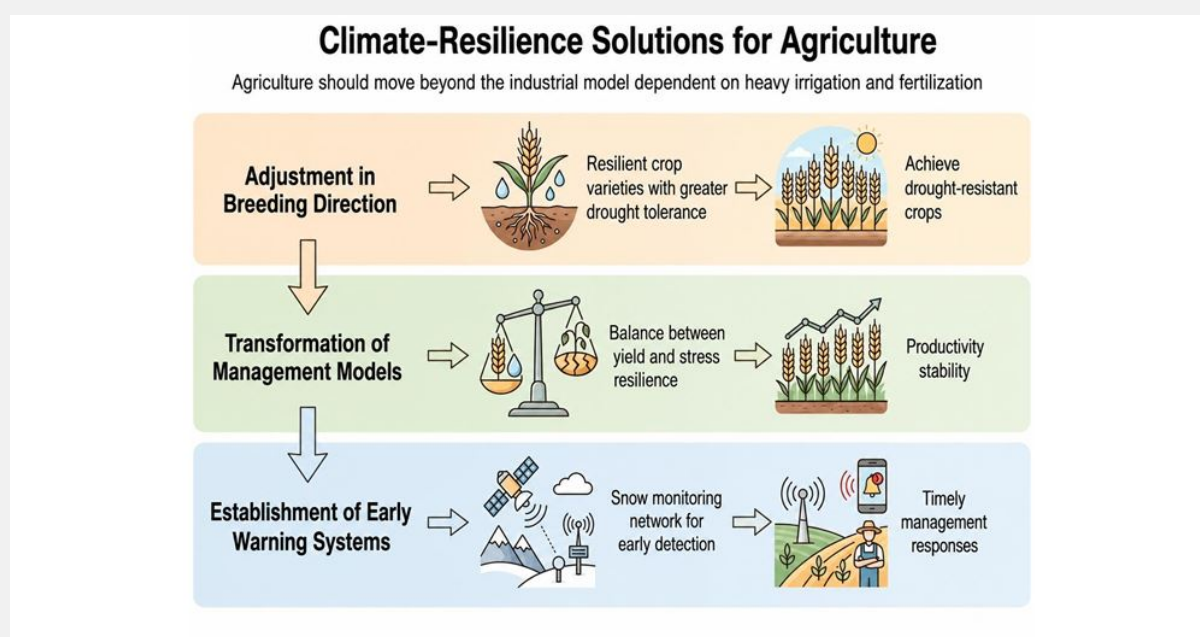 Climate-Resilience Solutions for Agriculture
Agriculture should move beyond the industrial model dependent on heavy irrigation and fertilization
Adjustment in
Breeding Direction
Resilient crop
varieties with greater
drought tolerance
Achieve
drought-resistant
crops
Transformation of
Management Models
Balance between
yield and stress
resilience
Productivity
stability
Establishment of Early
Warning Systems
Snow monitoring
network for
early detection
Timely
management
responses